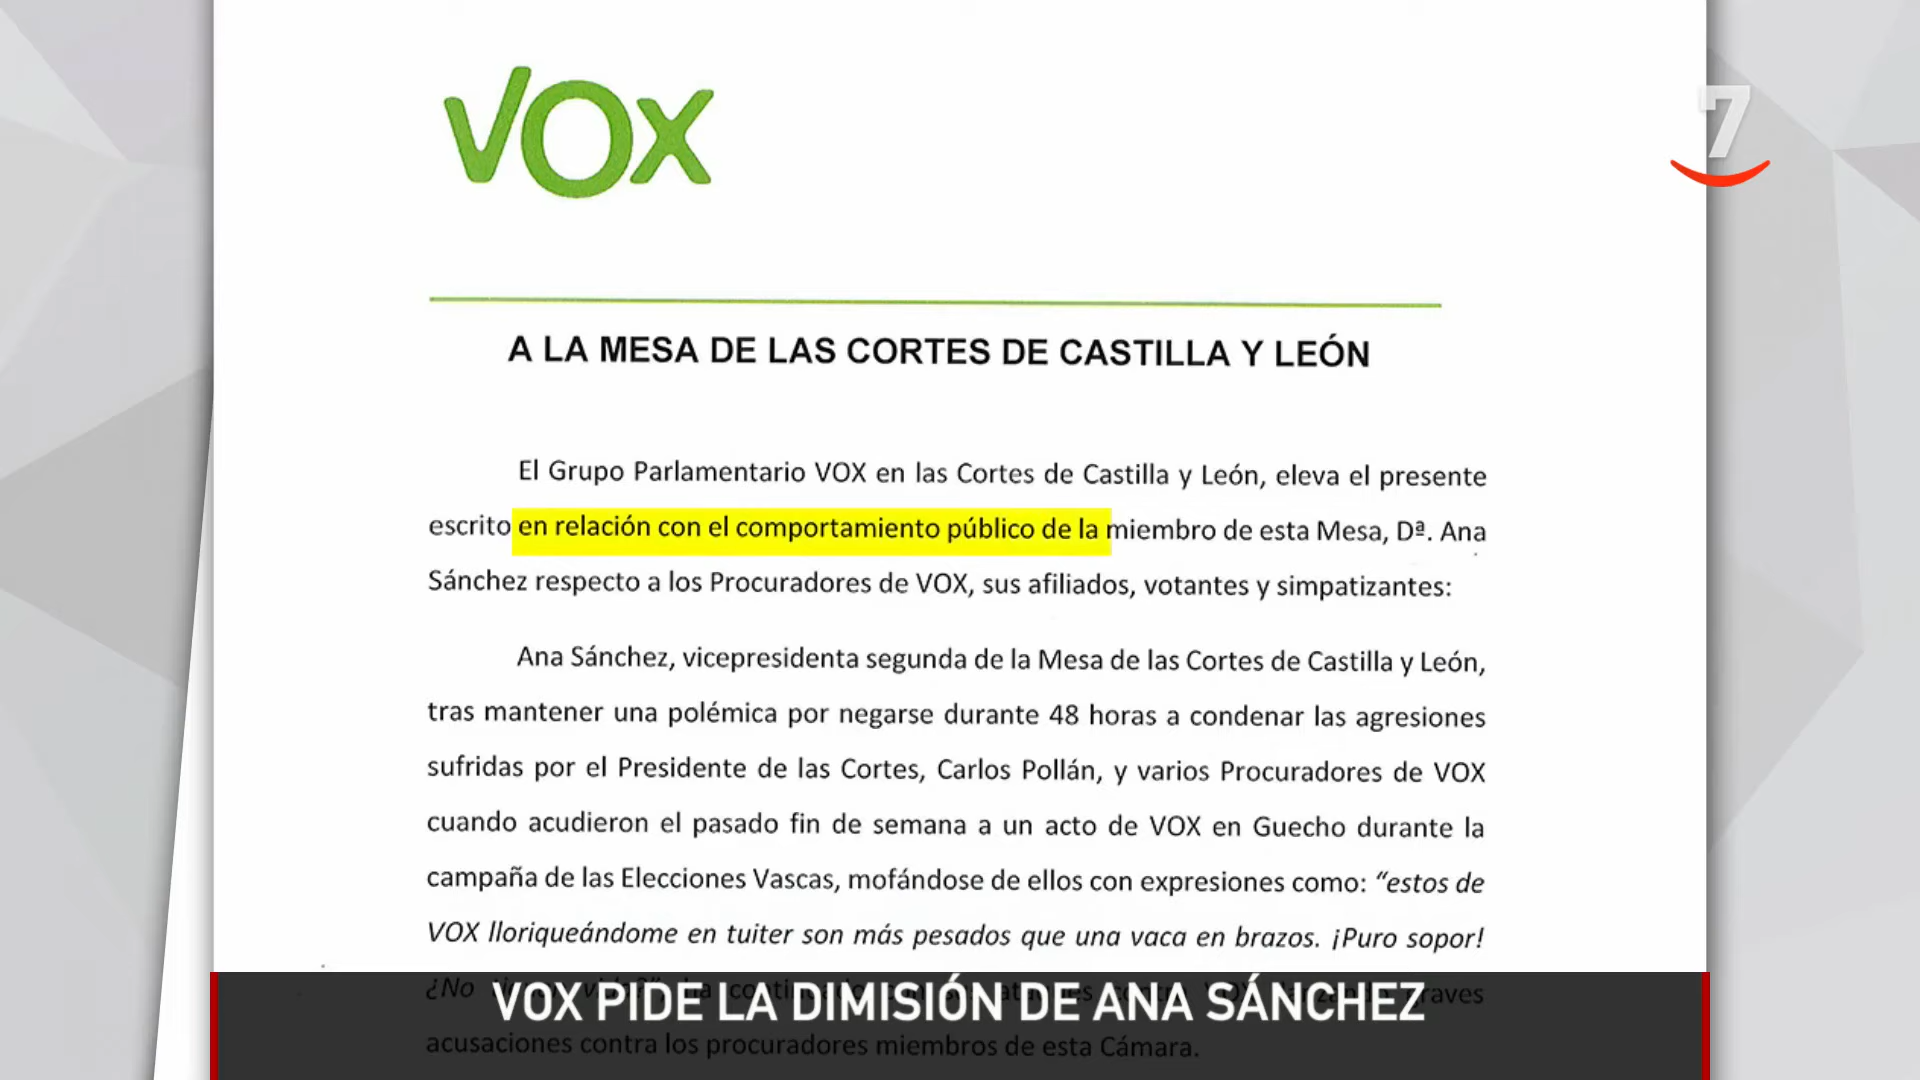 VOX
7
A LA MESA DE LAS CORTES DE CASTILLA Y LEÓN
El Grupo Parlamentario VOX en las Cortes de Castilla y León, eleva el presente
escrito en relación con el comportamiento público de la miembro de esta Mesa, Dª. Ana
Sánchez respecto a los Procuradores de VOX, sus afiliados, votantes y simpatizantes:
Ana Sánchez, vicepresidenta segunda de la Mesa de las Cortes de Castilla y León,
tras mantener una polémica por negarse durante 48 horas a condenar las agresiones
sufridas por el Presidente de las Cortes, Carlos Pollán, y varios Procuradores de VOX
cuando acudieron el pasado fin de semana a un acto de VOX en Guecho durante la
campaña de las Elecciones Vascas, mofándose de ellos con expresiones como: “estos de
VOX lloriqueándome en tuiter son más pesados que una vaca en brazos. ¡Puro sopor!
¿No graves
VOX PIDE LA DIMISIÓN DE ANA SÁNCHEZ
acusaciones contra los procuradores miembros de esta Cámara.